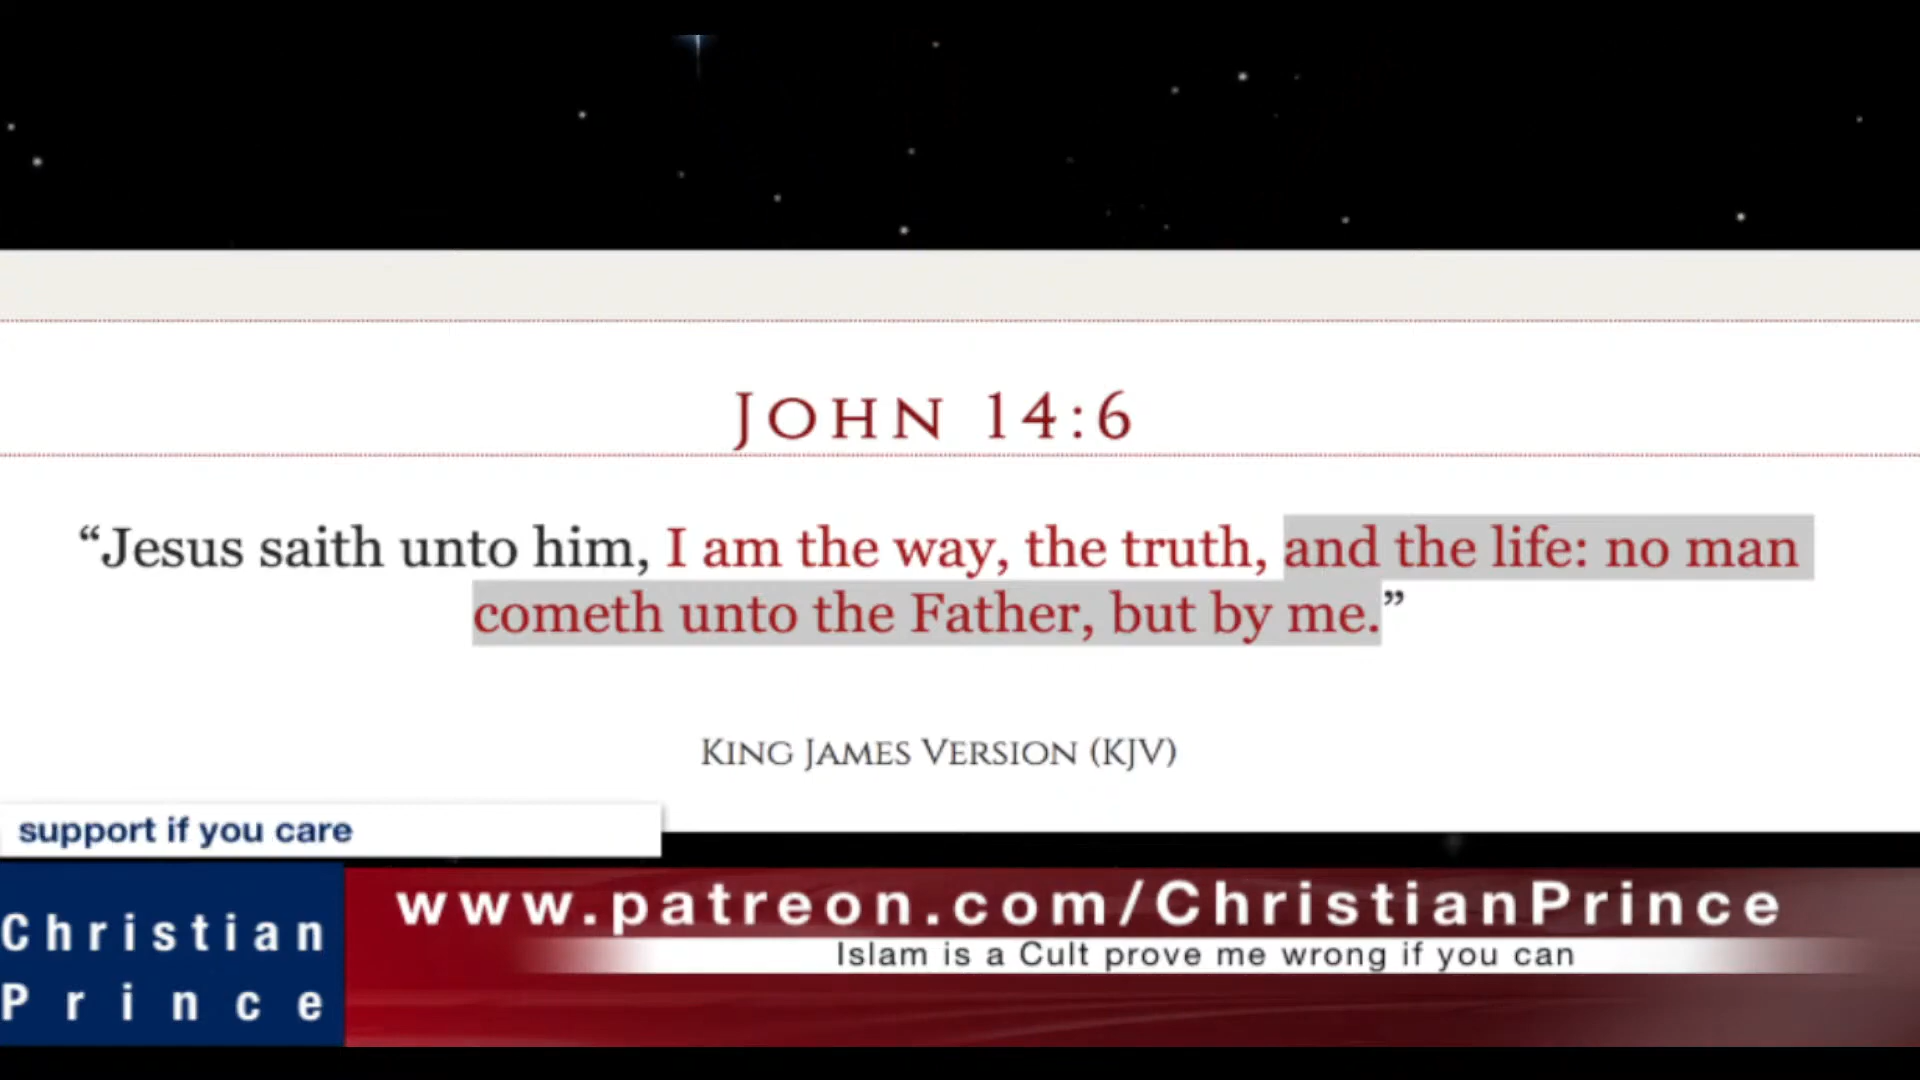 JOHN 14:6
“Jesus saith unto him, I am the way, the truth, and the life: no man
cometh unto the Father, but by me.”
KING JAMES VERSION (KJV)
support if you care
Christian
Prince
www.patreon.com/ChristianPrince
Islam is a Cult prove me wrong if you can